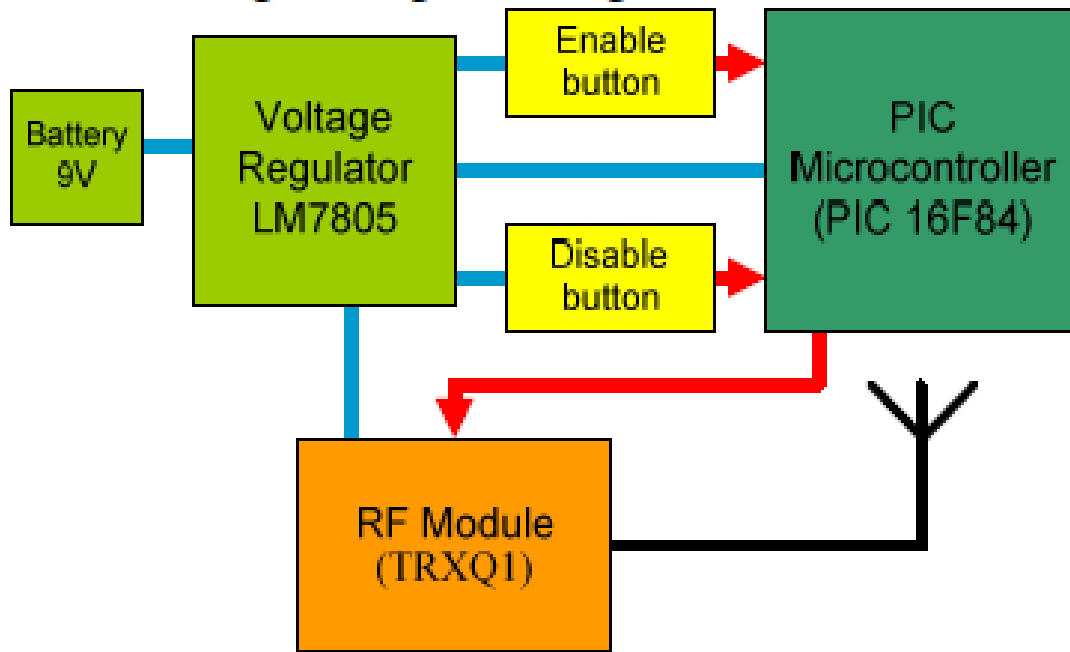 Battery
9V
Voltage
Regulator
LM7805
Enable
button
Disable
button
PIC
Microcontroller
(PIC 16F84)
RF Module
(TRXQ1)